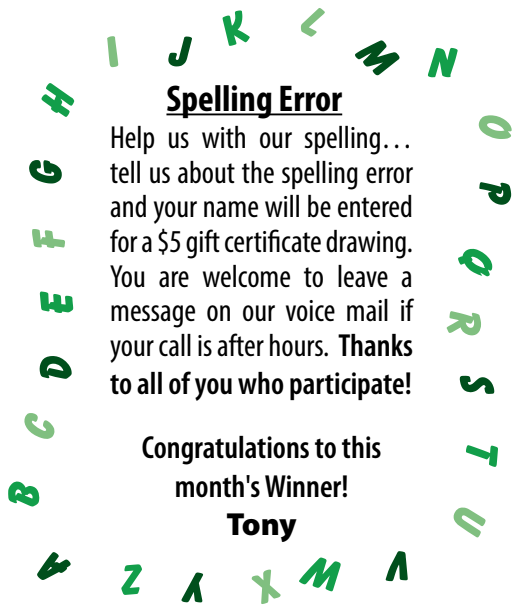 Spelling Error
Help us with our spelling...
tell us about the spelling error
and your name will be entered
for a $5 gift certificate drawing.
You are welcome to leave a
message on our voice mail if
your call is after hours. Thanks
to all of you who participate!
Congratulations to this
month's Winner!
Tony
A B C D E F G H I J K L M N O P Q R S T U V W X Y Z